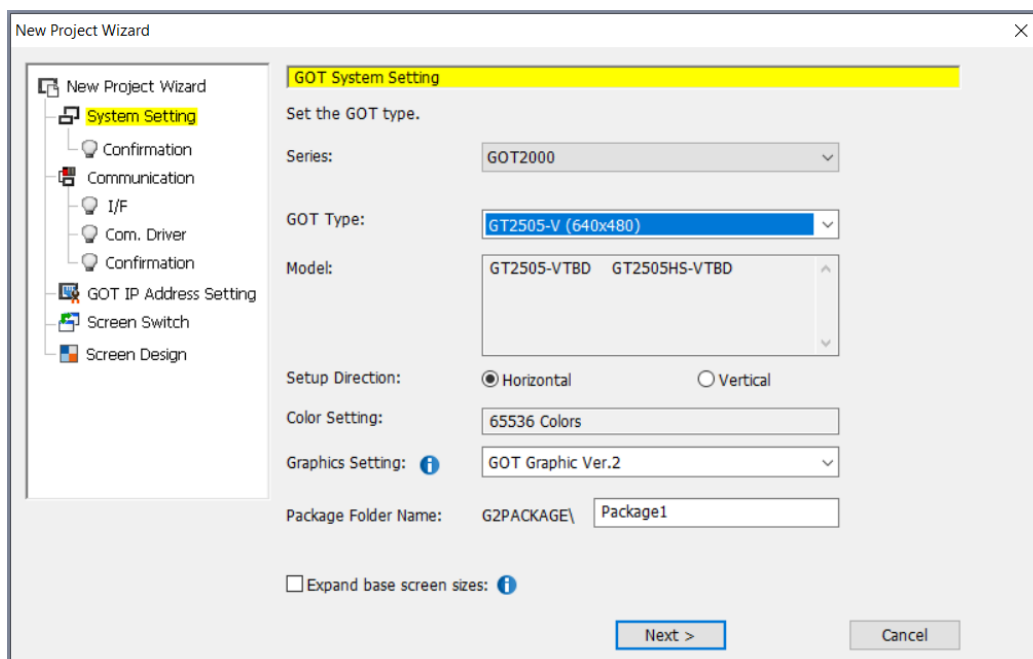 New Project Wizard
New Project Wizard
System Setting
Confirmation
Communication
I/F
Com. Driver
Confirmation
GOT IP Address Setting
Screen Switch
Screen Design
GOT System Setting
Set the GOT type.
Series: GOT2000
GOT Type: GT2505-V (640x480)
Model: GT2505-VTBD GT2505HS-VTBD
Setup Direction: Horizontal Vertical
Color Setting: 65536 Colors
Graphics Setting: GOT Graphic Ver.2
Package Folder Name: G2PACKAGE\ Package1
Expand base screen sizes:
Next > Cancel